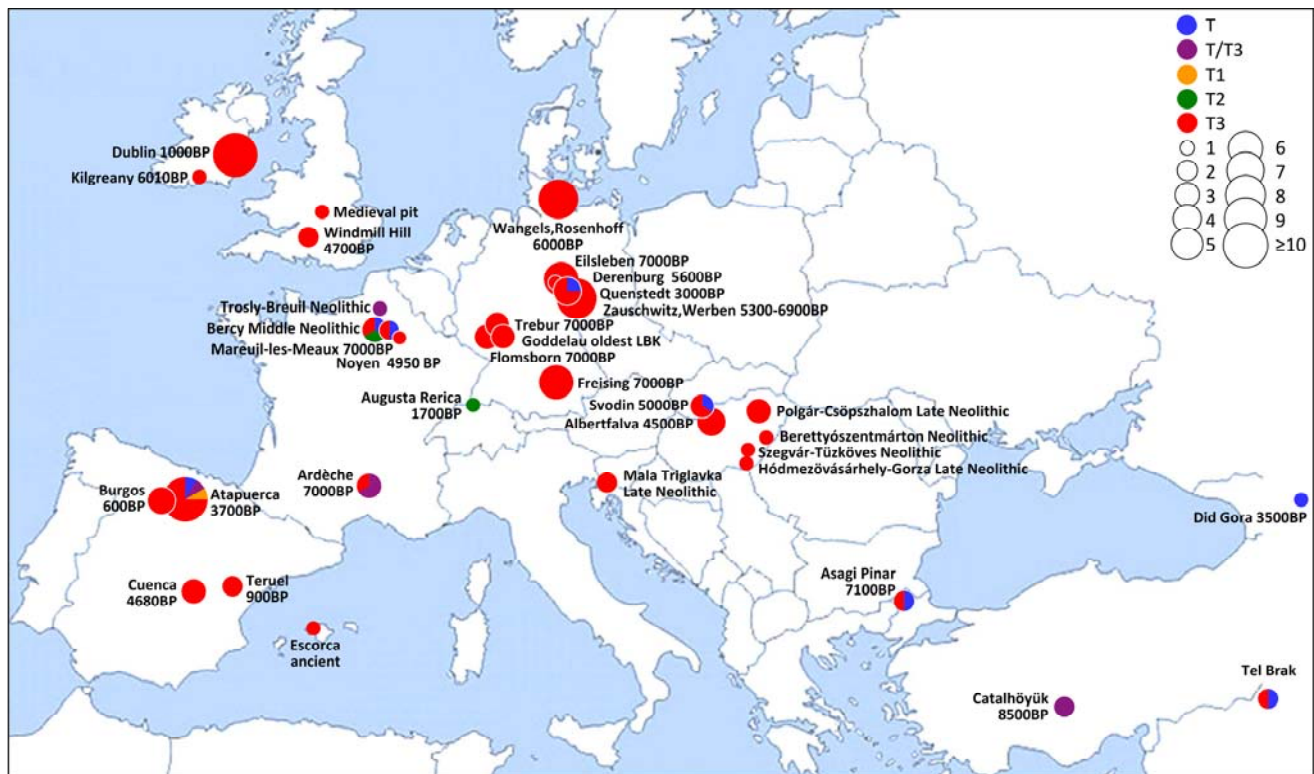 T
T/T3
T1
T2
T3
1
2
3
4
5
6
7
8
9
≥10
Dublin 1000BP
Kilgreany 6010BP
Medieval pit
Windmill Hill
4700BP
Wangels,Rosenhoff
6000BP
Eilsleben 7000BP
Derenburg 5600BP
Quenstedt 3000BP
Zauschwitz,Werben 5300-6900BP
Trosly-Breuil Neolithic
Bercy Middle Neolithic
Mareuil-les-Meaux 7000BP
Noyen 4950 BP
Trebur 7000BP
Goddelau oldest LBK
Flomsborn 7000BP
Freising 7000BP
Augusta Rerica
1700BP
Svodin 5000BP
Albertfalva 4500BP
Polgár-Csöpszhalom Late Neolithic
Berettyószentmárton Neolithic
Szegvár-Tüzköves Neolithic
Hódmezövásárhely-Gorza Late Neolithic
Mala Triglavka
Late Neolithic
Ardèche
7000BP
Burgos
600BP
Atapuerca
3700BP
Cuenca
4680BP
Teruel
900BP
Escorca
ancient
Did Gora 3500BP
Asagi Pinar
7100BP
Catalhöyük
8500BP
Tel Brak